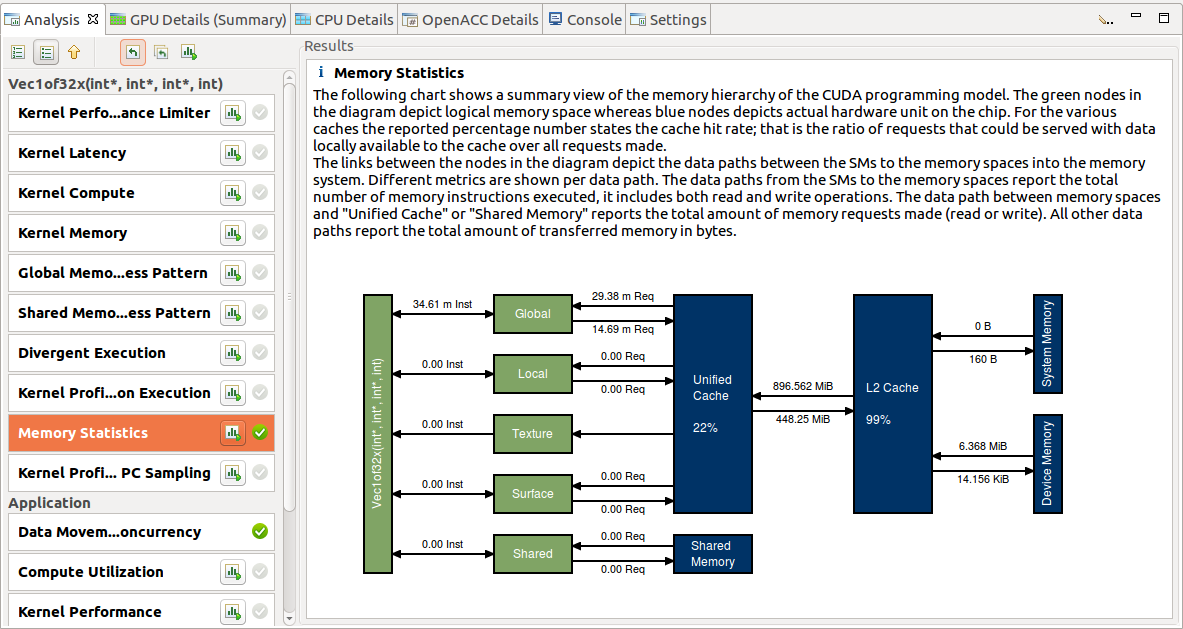 Analysis
GPU Details (Summary)
CPU Details
OpenACC Details
Console
Settings
Vec1of32x(int*, int*, int*, int)
Kernel Perfo...ance Limiter
Kernel Latency
Kernel Compute
Kernel Memory
Global Memo...ess Pattern
Shared Memo...ess Pattern
Divergent Execution
Kernel Profi...on Execution
Memory Statistics
Kernel Profi... PC Sampling
Application
Data Movem...oncurrency
Compute Utilization
Kernel Performance
Results
i Memory Statistics
The following chart shows a summary view of the memory hierarchy of the CUDA programming model. The green nodes in
the diagram depict logical memory space whereas blue nodes depicts actual hardware unit on the chip. For the various
caches the reported percentage number states the cache hit rate; that is the ratio of requests that could be served with data
locally available to the cache over all requests made.
The links between the nodes in the diagram depict the data paths between the SMs to the memory spaces into the memory
system. Different metrics are shown per data path. The data paths from the SMs to the memory spaces report the total
number of memory instructions executed, it includes both read and write operations. The data path between memory spaces
and "Unified Cache" or "Shared Memory" reports the total amount of memory requests made (read or write). All other data
paths report the total amount of transferred memory in bytes.
Vec1of32x(int*, int*, int*, int)
34.61 m Inst
Global
29.38 m Req
14.69 m Req
0.00 Inst
Local
0.00 Req
0.00 Req
0.00 Inst
Texture
0.00 Inst
Surface
0.00 Req
0.00 Req
0.00 Inst
Shared
0.00 Req
0.00 Req
Unified
Cache
22%
Shared
Memory
896.562 MiB
448.25 MiB
L2 Cache
99%
0 B
160 B
System Memory
6.368 MiB
14.156 KiB
Device Memory